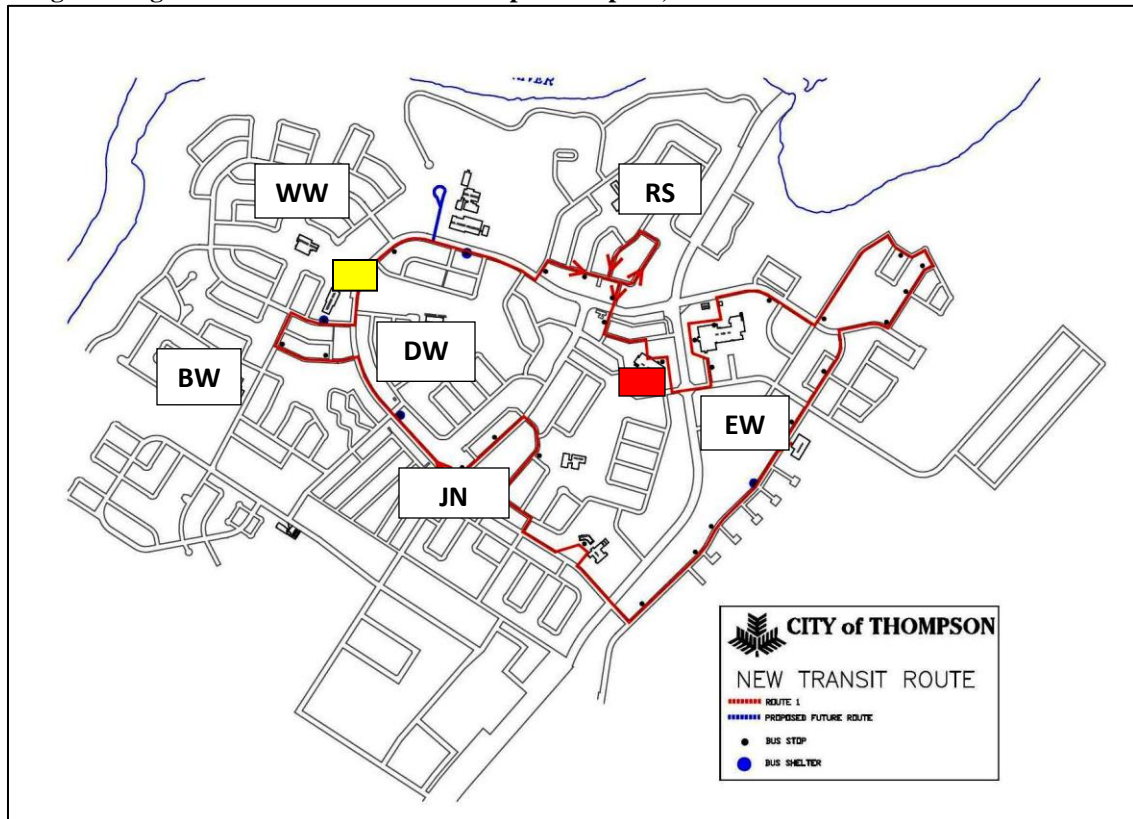 RIVER
WW
RS
DW
BW
EW
JN
CITY of THOMPSON
NEW TRANSIT ROUTE
ROUTE 1
PROPOSED FUTURE ROUTE
BUS STOP
BUS SHELTER